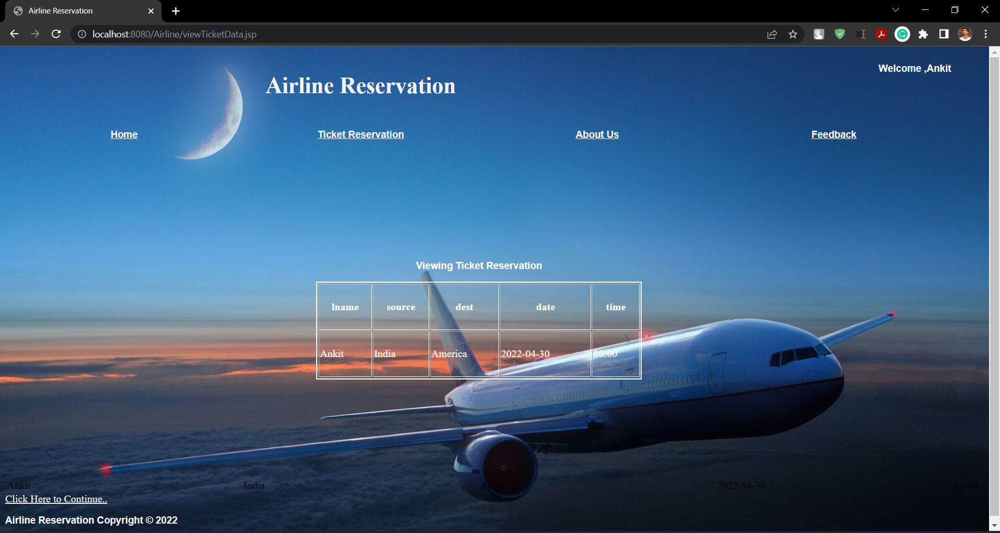 Airline Reservation
localhost:8080/Airline/viewTicketData.jsp
Welcome ,Ankit
Airline Reservation
Home Ticket Reservation About Us Feedback
Viewing Ticket Reservation
lname source dest date time
Ankit India America 2022-04-30 10:00
Ankit India America 2022-04-30 10:00
Click Here to Continue..
Airline Reservation Copyright © 2022